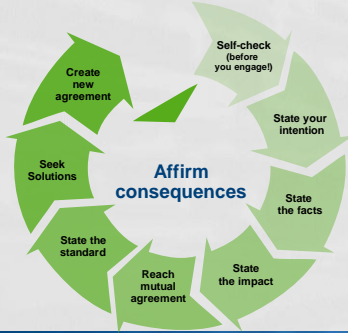 Self-check
(before
you engage!)
State your
intention
State
the facts
State
the impact
Reach
mutual
agreement
State the
standard
Seek
Solutions
Create
new
agreement
Affirm
consequences